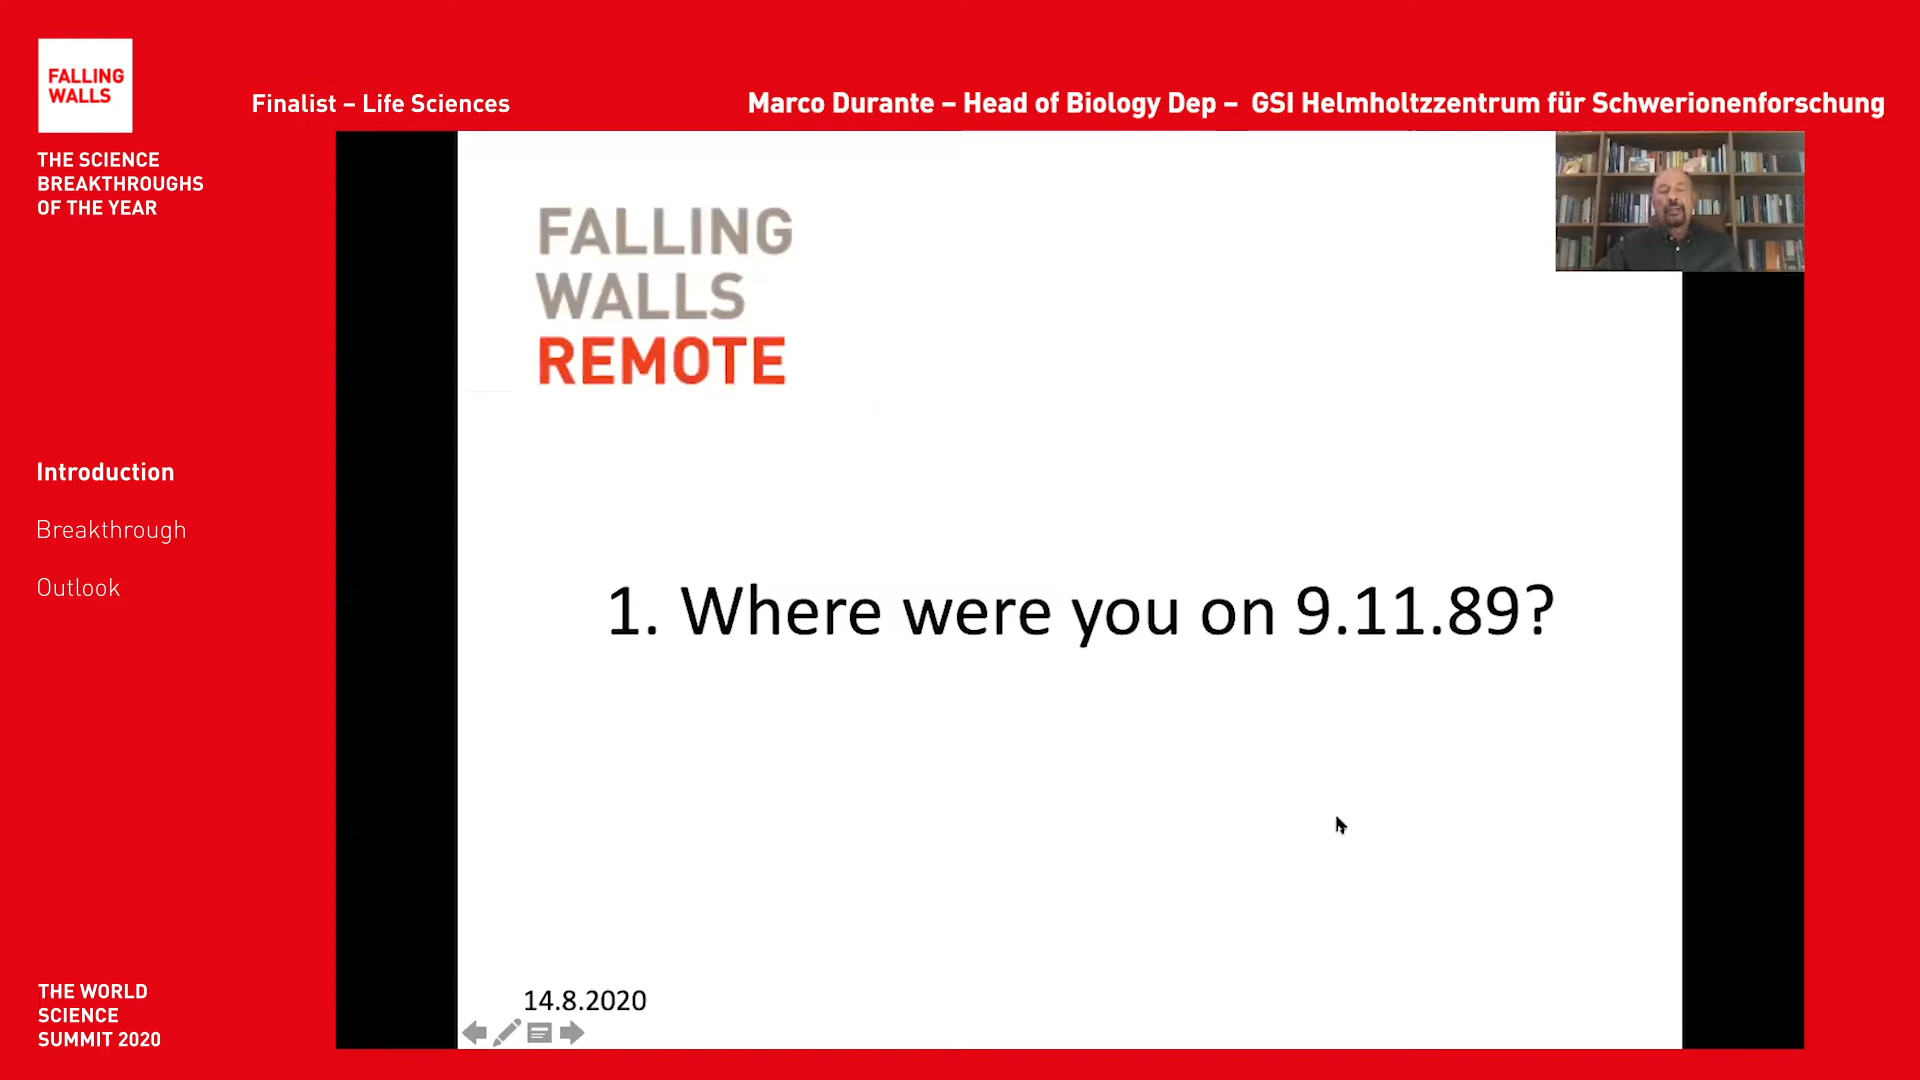 FALLING
WALLS
THE SCIENCE
BREAKTHROUGHS
OF THE YEAR
Finalist – Life Sciences
Marco Durante – Head of Biology Dep – GSI Helmholtzzentrum für Schwerionenforschung
Introduction
Breakthrough
Outlook
THE WORLD
SCIENCE
SUMMIT 2020
FALLING
WALLS
REMOTE
1. Where were you on 9.11.89?
14.8.2020